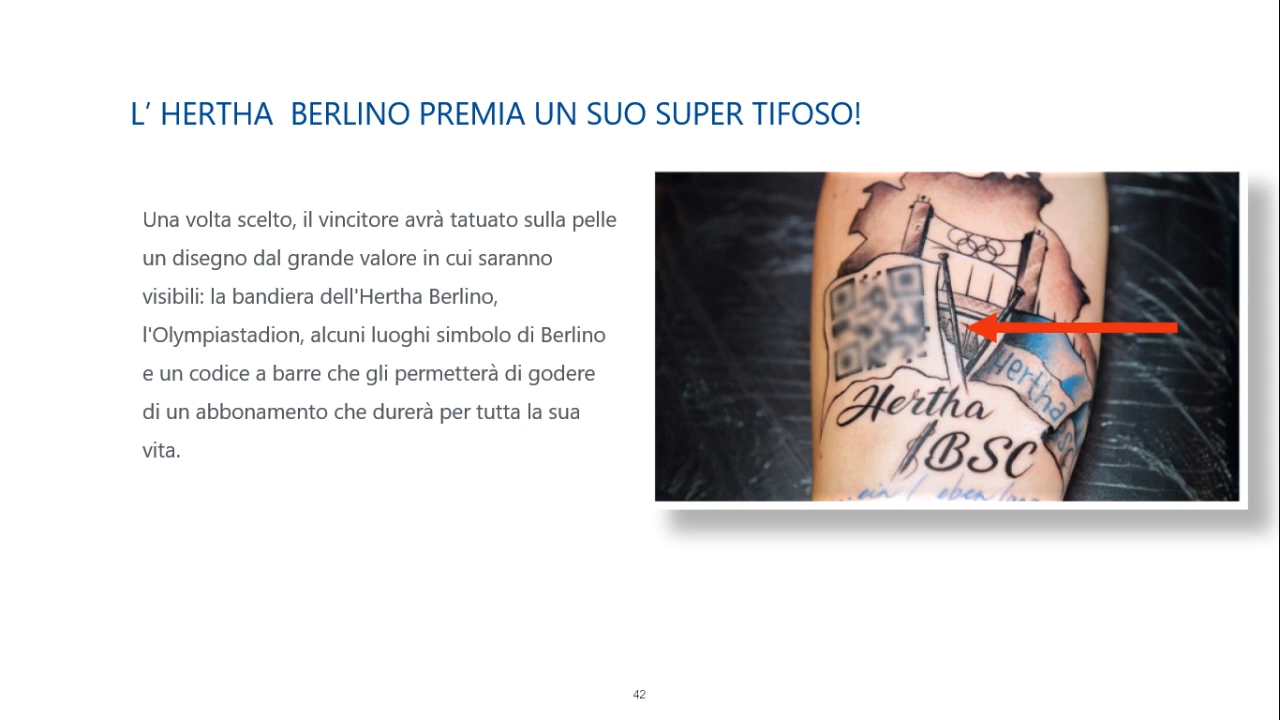 L’ HERTHA  BERLINO PREMIA UN SUO SUPER TIFOSO!
Una volta scelto, il vincitore avrà tatuato sulla pelle
un disegno dal grande valore in cui saranno
visibili: la bandiera dell'Hertha Berlino,
l'Olympiastadion, alcuni luoghi simbolo di Berlino
e un codice a barre che gli permetterà di godere
di un abbonamento che durerà per tutta la sua
vita.
Hertha
BSC
Hertha
BSC
ein Leben
42